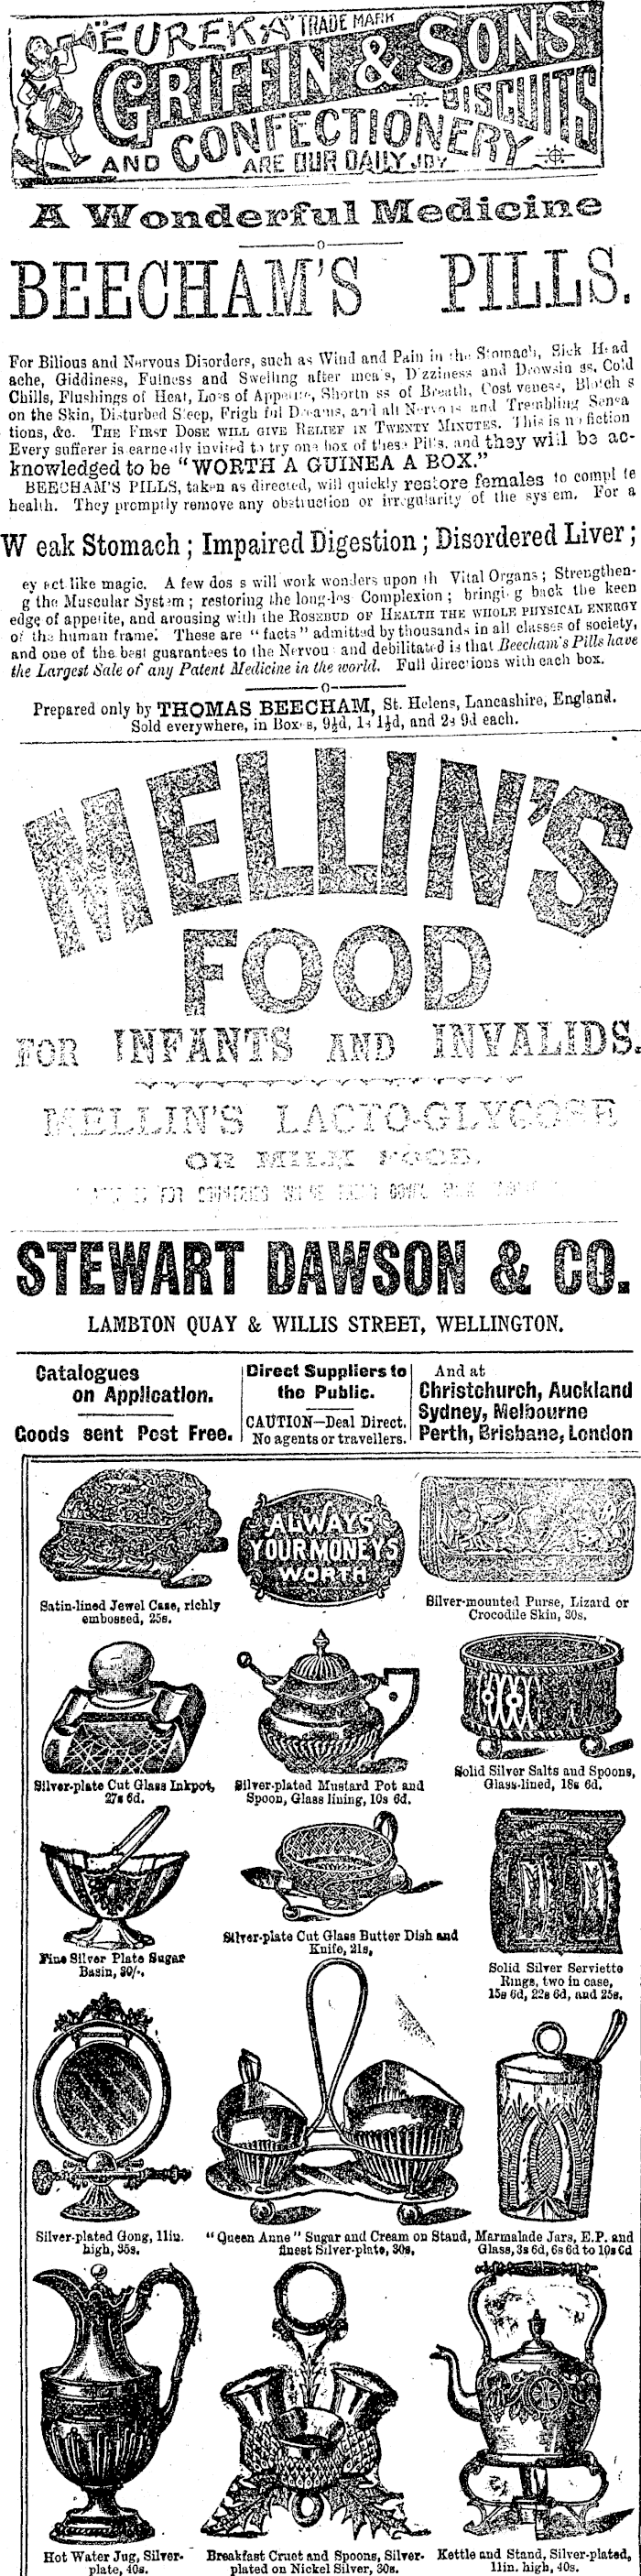 "EUREKA" TRADE MARK
GRIFFIN & SONS'
BISCUITS
AND CONFECTIONERY
ARE OUR DAILY JOY
A Wonderful Medicine
BEECHAM'S PILLS.
For Bilious and Nervous Disorders, such as Wind and Pain in the Stomach, Sick Head
ache, Giddiness, Fulness and Swelling after meals, Dizziness and Drowsin ss, Cold
Chills, Flushings of Heat, Loss of Appetite, Shortn ss of Breath, Costveness, Blotch s
on the Skin, Disturbed S eep, Frigh ful Dreams, and all Nervous and Trembling Sensa
tions, &c. THE FIRST DOSE WILL GIVE RELIEF IN TWENTY MINUTES. This is no fiction
Every sufferer is earnestly invited to try one box of these Pills, and they will be ac-
knowledged to be "WORTH A GUINEA A BOX."
BEECHAM'S PILLS, taken as directed, will quickly restore females to compl te
health. They promptly remove any obstruction or irregularity of the sys em. For a
W eak Stomach; Impaired Digestion; Disordered Liver;
ey act like magic. A few dos s will work wonders upon th Vital Organs; Strengthen-
g the Muscular System; restoring the long-los Complexion; bringi g back the keen
edge of appetite, and arousing with the ROSEBUD OF HEALTH THE WHOLE PHYSICAL ENERGY
of the human frame. These are "facts" admitted by thousands in all classes of society,
and one of the best guarantees to the Nervou and debilitated is that Beecham's Pills have
the Largest Sale of any Patent Medicine in the world. Full directions with each box.
Prepared only by THOMAS BEECHAM, St. Helens, Lancashire, England.
Sold everywhere, in Boxes, 9½d, 1s 1½d, and 2s 9d each.
MELLIN'S
FOOD
FOR INFANTS AND INVALIDS.
MELLIN'S LACTO-GLYCOSE
OR MILK FOOD.
STEWART DAWSON & CO.
LAMBTON QUAY & WILLIS STREET, WELLINGTON.
Catalogues
on Application.
Goods sent Post Free.
Direct Suppliers to
the Public.
CAUTION—Deal Direct.
No agents or travellers.
And at
Christchurch, Auckland
Sydney, Melbourne
Perth, Brisbane, London
Satin-lined Jewel Case, richly
embossed, 25s.
ALWAYS
YOUR MONEY'S
WORTH
Silver-mounted Purse, Lizard or
Crocodile Skin, 30s.
Silver-plate Cut Glass Inkpot,
27s 6d.
Silver-plated Mustard Pot and
Spoon, Glass lining, 10s 6d.
Solid Silver Salts and Spoons,
Glass-lined, 18s 6d.
Fine Silver Plate Sugar
Basin, 30/-.
Silver-plate Cut Glass Butter Dish and
Knife, 21s,
Solid Silver Serviette
Rings, two in case,
15s 6d, 22s 6d, and 25s.
Silver-plated Gong, 11in.
high, 35s.
"Queen Anne" Sugar and Cream on Stand,
finest Silver-plate, 30s.
Marmalade Jars, E.P. and
Glass, 3s 6d, 6s 6d to 10s 6d
Hot Water Jug, Silver-
plate, 40s.
Breakfast Cruet and Spoons, Silver-
plated on Nickel Silver, 30s.
Kettle and Stand, Silver-plated,
11in. high, 40s.